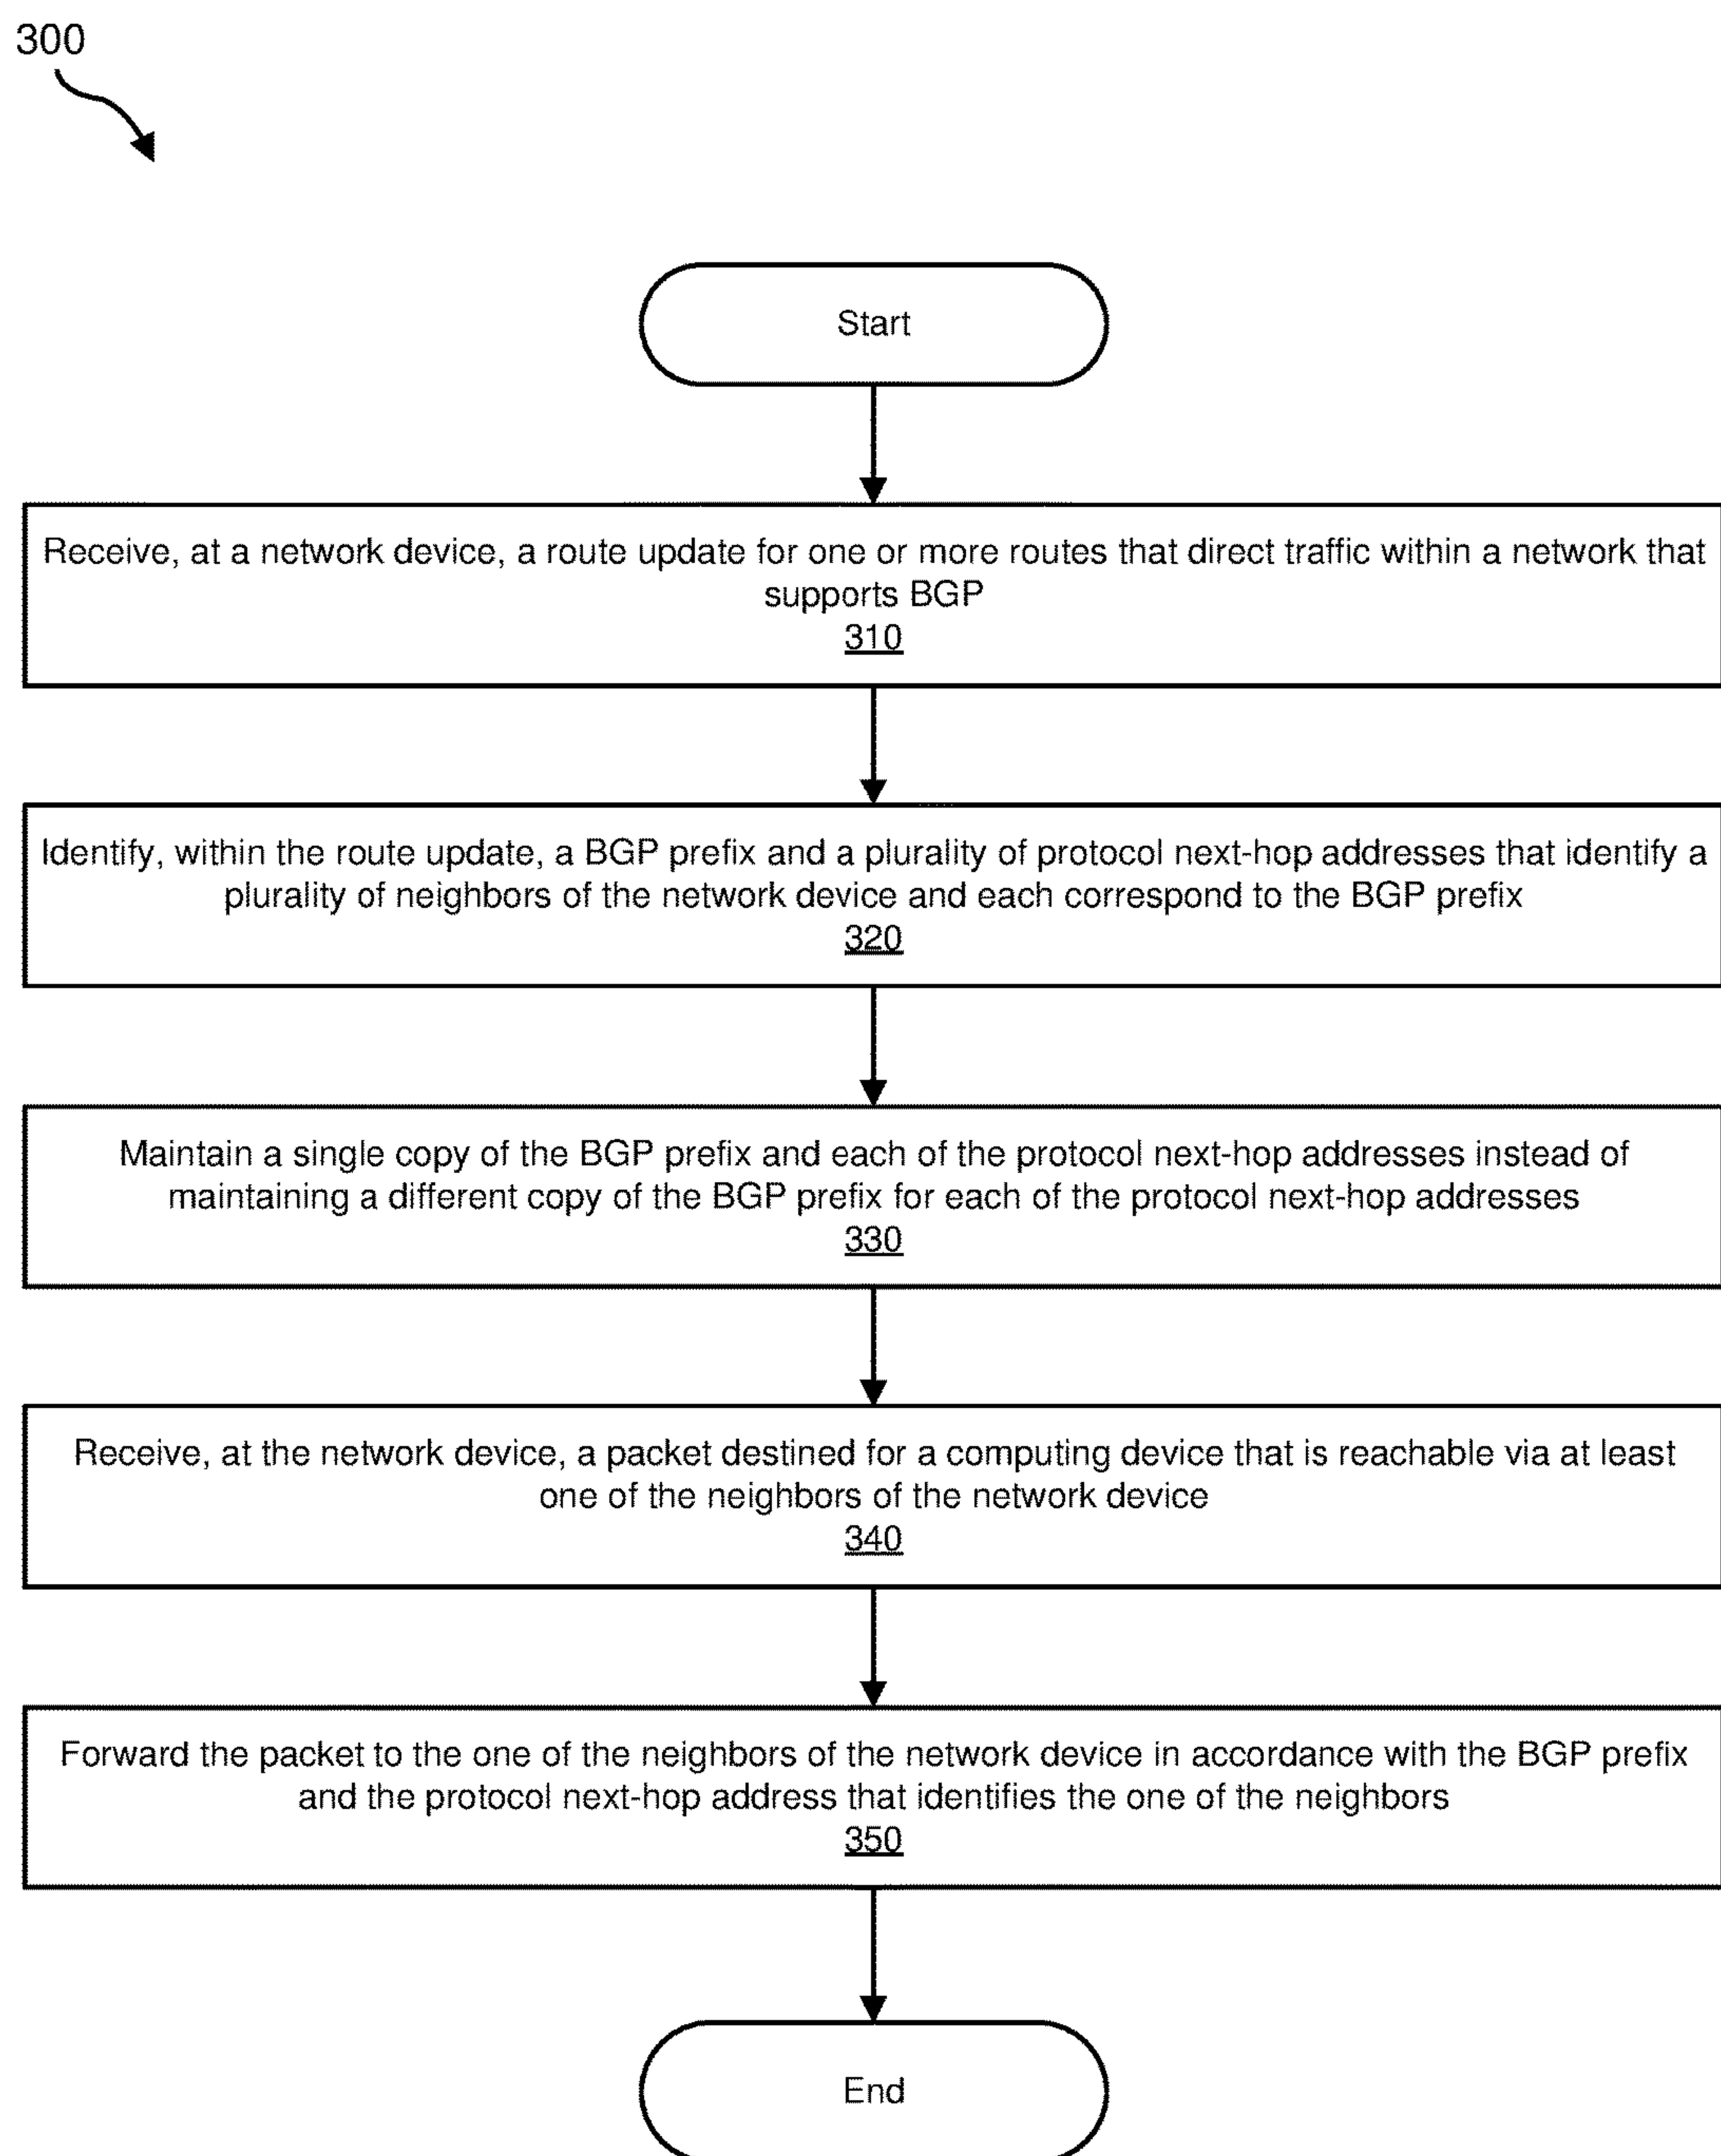 300
Start
Receive, at a network device, a route update for one or more routes that direct traffic within a network that
supports BGP
310
Identify, within the route update, a BGP prefix and a plurality of protocol next-hop addresses that identify a
plurality of neighbors of the network device and each correspond to the BGP prefix
320
Maintain a single copy of the BGP prefix and each of the protocol next-hop addresses instead of
maintaining a different copy of the BGP prefix for each of the protocol next-hop addresses
330
Receive, at the network device, a packet destined for a computing device that is reachable via at least
one of the neighbors of the network device
340
Forward the packet to the one of the neighbors of the network device in accordance with the BGP prefix
and the protocol next-hop address that identifies the one of the neighbors
350
End